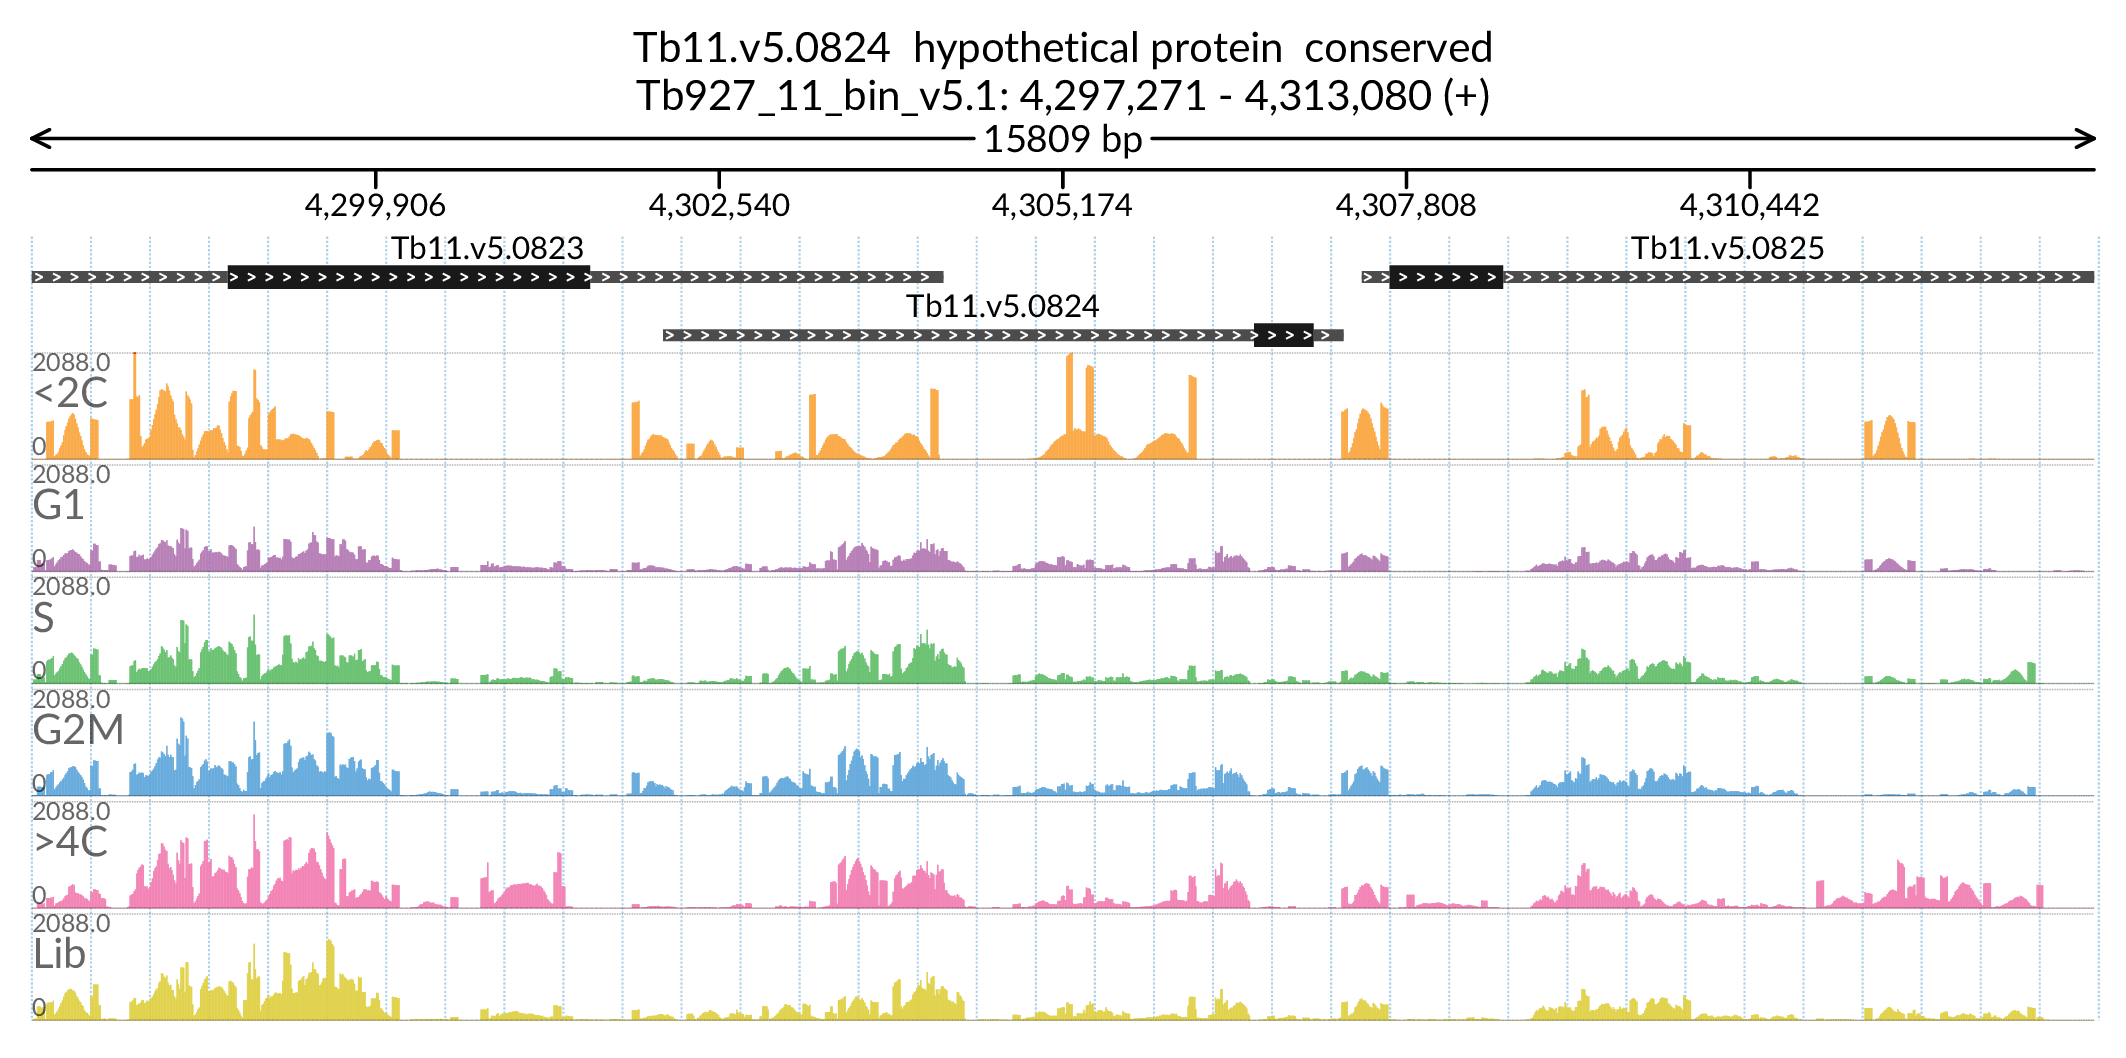 Tb11.v5.0824 hypothetical protein conserved
Tb927_11_bin_v5.1: 4,297,271 - 4,313,080 (+)
15809 bp
4,299,906 4,302,540 4,305,174 4,307,808 4,310,442
Tb11.v5.0823 Tb11.v5.0825
Tb11.v5.0824
2088.0
<2C
0
2088.0
G1
0
2088.0
S
0
2088.0
G2M
0
2088.0
>4C
0
2088.0
Lib
0